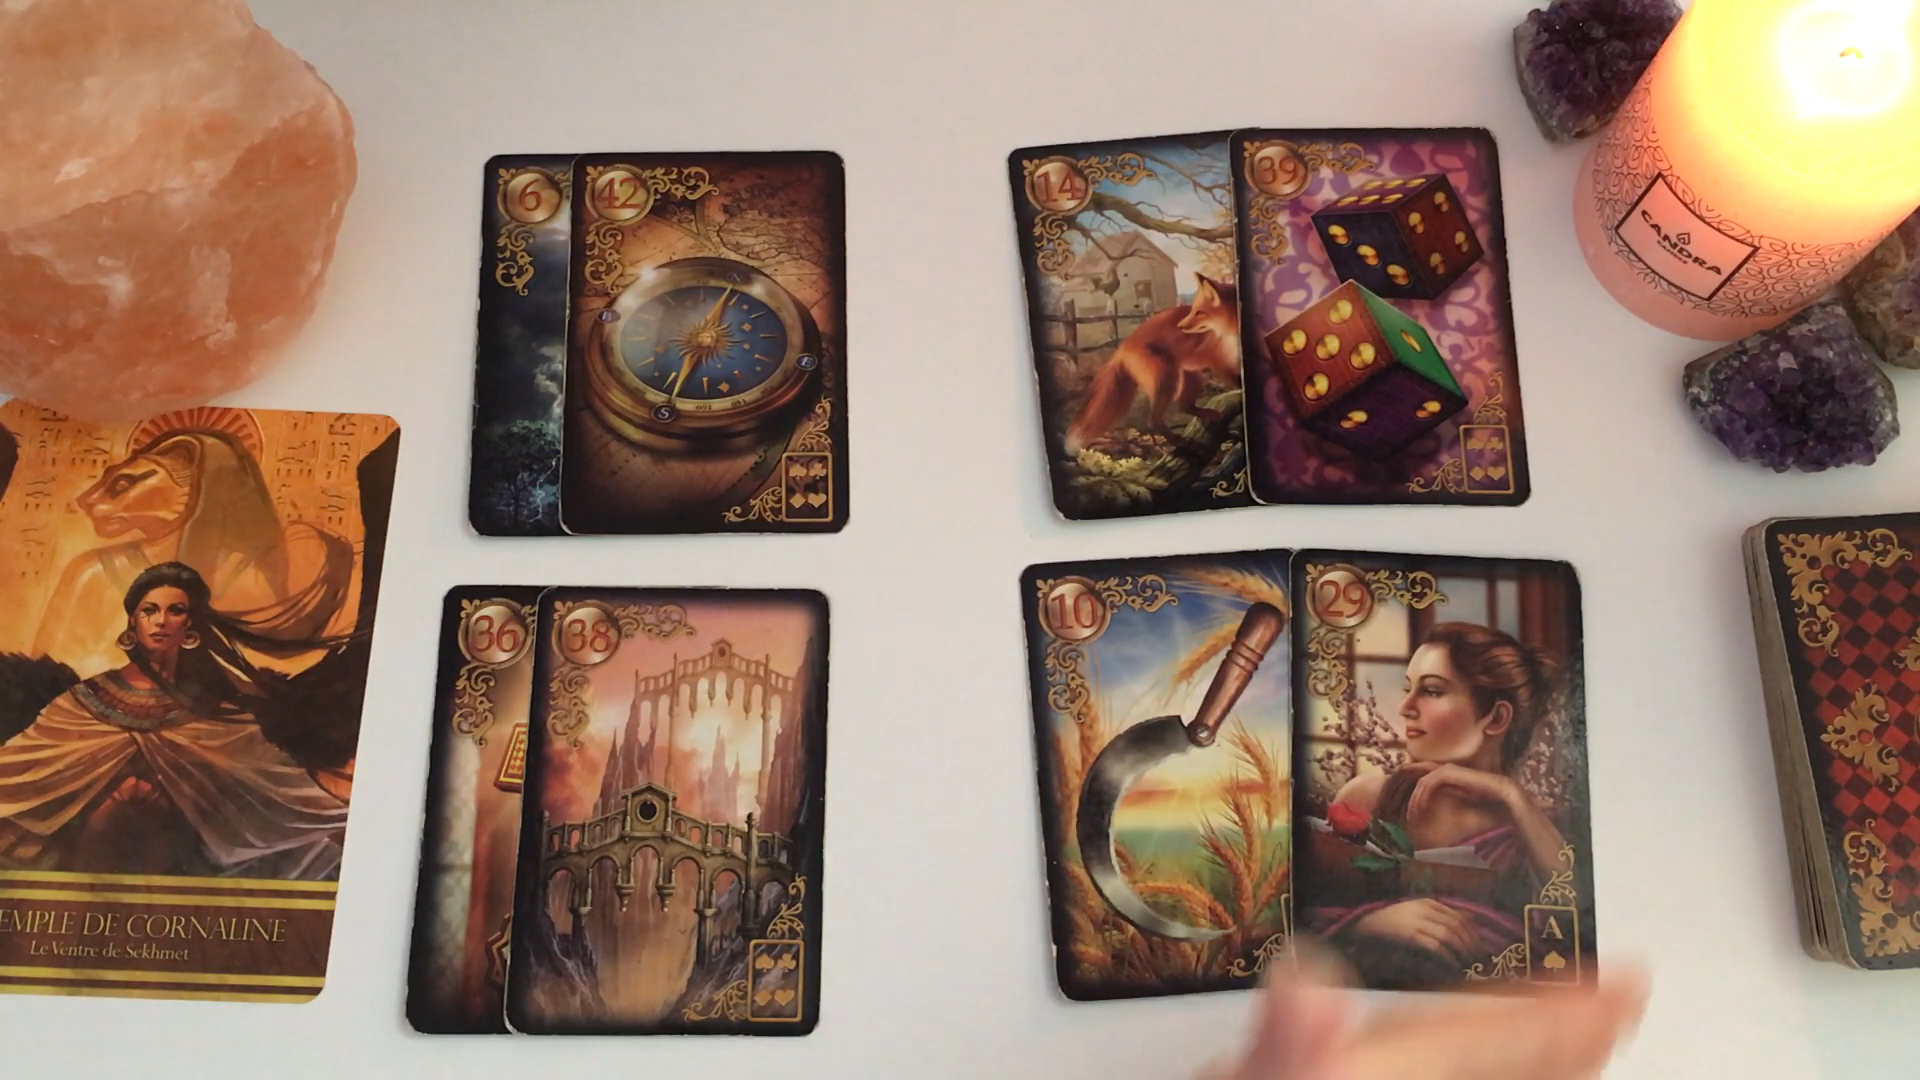 6
42
N
E
S
14
39
CANDRA
EMPLE DE CORNALINE
Le Ventre de Sekhmet
36
38
10
29
A